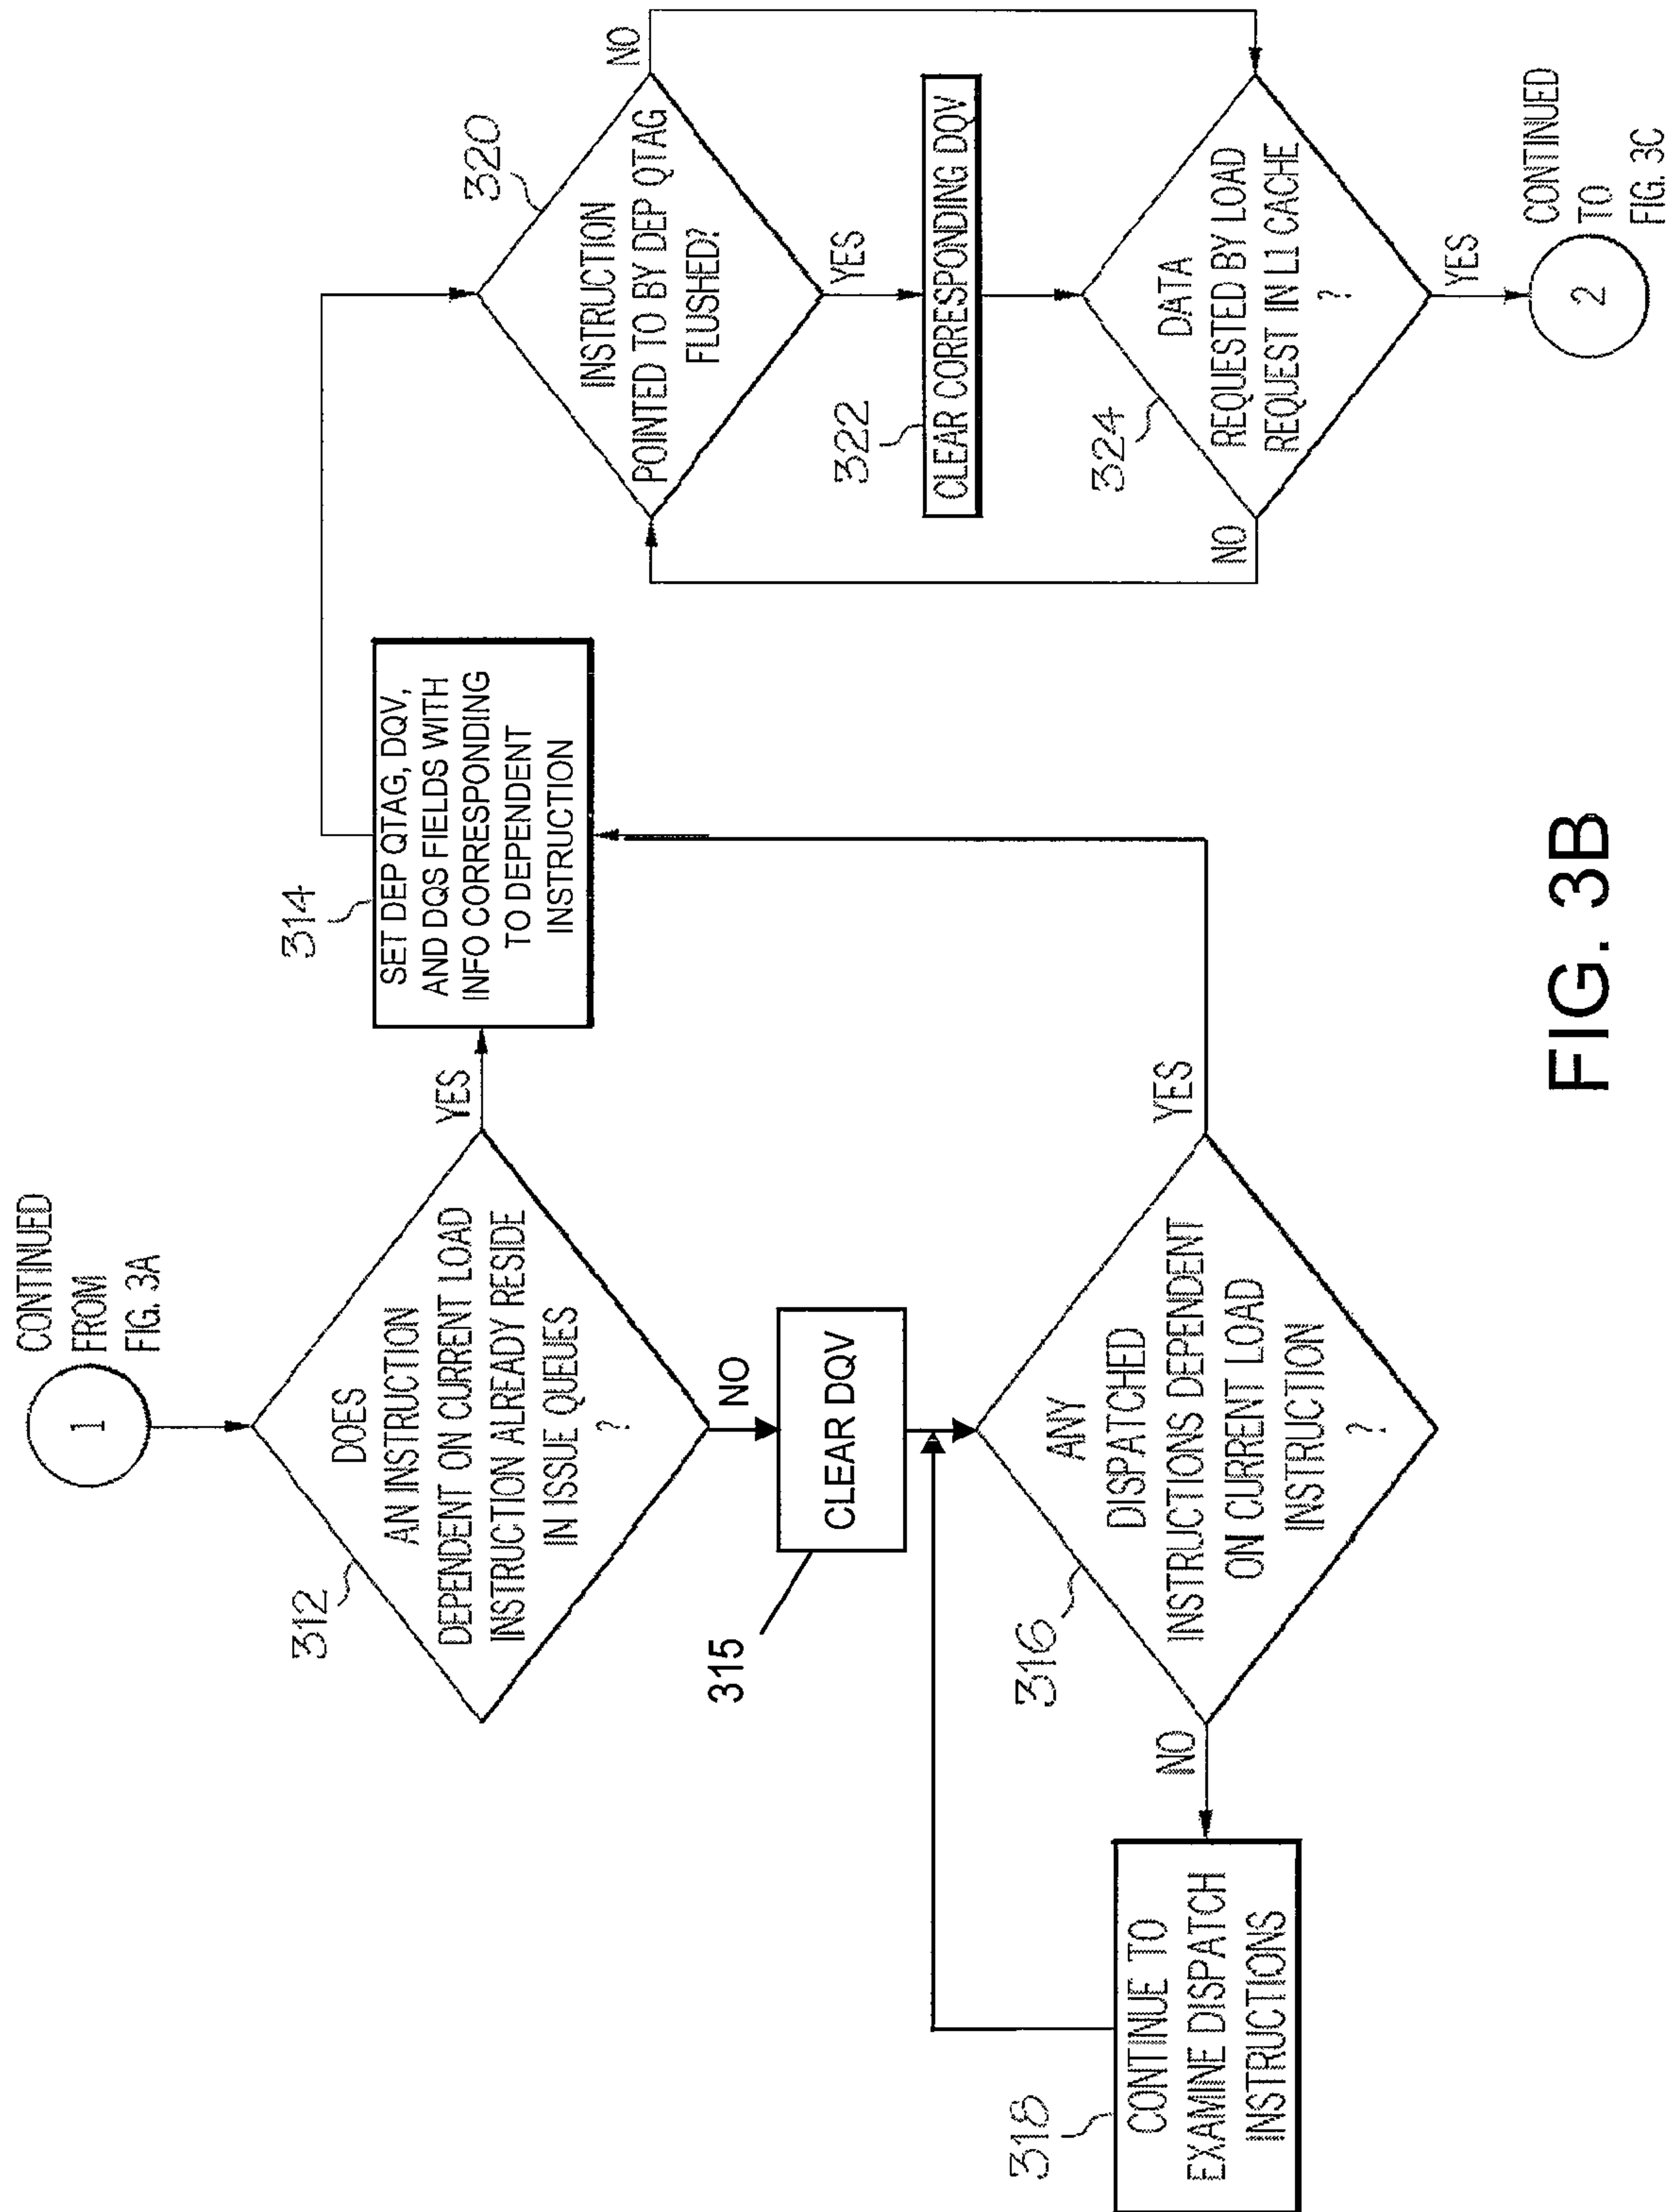 CONTINUED
FROM
FIG. 3A
1
312
DOES
AN INSTRUCTION
DEPENDENT ON CURRENT LOAD
INSTRUCTION ALREADY RESIDE
IN ISSUE QUEUES
?
YES
NO
314
SET DEP QTAG, DQV,
AND DQS FIELDS WITH
INFO CORRESPONDING
TO DEPENDENT
INSTRUCTION
315
CLEAR DQV
316
ANY
DISPATCHED
INSTRUCTIONS DEPENDENT
ON CURRENT LOAD
INSTRUCTION
?
YES
NO
318
CONTINUE TO
EXAMINE DISPATCH
INSTRUCTIONS
320
INSTRUCTION
POINTED TO BY DEP QTAG
FLUSHED?
NO
YES
322
CLEAR CORRESPONDING DQV
324
DATA
REQUESTED BY LOAD
REQUEST IN L1 CACHE
?
NO
YES
2
CONTINUED
TO
FIG. 3C
FIG. 3B